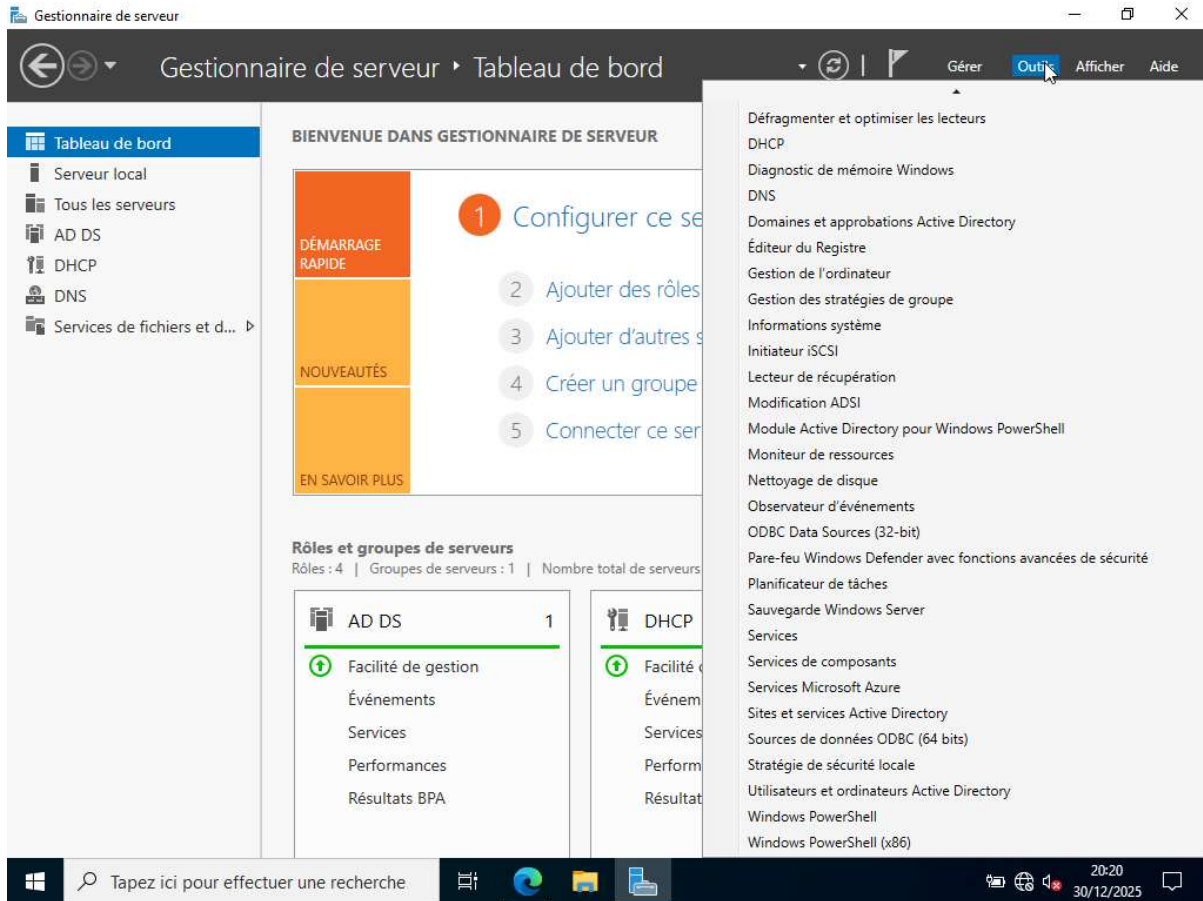 Gestionnaire de serveur
Gestionnaire de serveur Tableau de bord
Gérer Outils Afficher Aide
Tableau de bord
Serveur local
Tous les serveurs
AD DS
DHCP
DNS
Services de fichiers et d...
BIENVENUE DANS GESTIONNAIRE DE SERVEUR
DÉMARRAGE
RAPIDE
NOUVEAUTÉS
EN SAVOIR PLUS
1 Configurer ce se
2 Ajouter des rôles
3 Ajouter d'autres s
4 Créer un groupe
5 Connecter ce ser
Rôles et groupes de serveurs
Rôles : 4 | Groupes de serveurs : 1 | Nombre total de serveurs
AD DS 1
Facilité de gestion
Événements
Services
Performances
Résultats BPA
DHCP
Facilité
Événem
Services
Perform
Résultat
Défragmenter et optimiser les lecteurs
DHCP
Diagnostic de mémoire Windows
DNS
Domaines et approbations Active Directory
Éditeur du Registre
Gestion de l'ordinateur
Gestion des stratégies de groupe
Informations système
Initiateur iSCSI
Lecteur de récupération
Modification ADSI
Module Active Directory pour Windows PowerShell
Moniteur de ressources
Nettoyage de disque
Observateur d'événements
ODBC Data Sources (32-bit)
Pare-feu Windows Defender avec fonctions avancées de sécurité
Planificateur de tâches
Sauvegarde Windows Server
Services
Services de composants
Services Microsoft Azure
Sites et services Active Directory
Sources de données ODBC (64 bits)
Stratégie de sécurité locale
Utilisateurs et ordinateurs Active Directory
Windows PowerShell
Windows PowerShell (x86)
Tapez ici pour effectuer une recherche
20:20
30/12/2025